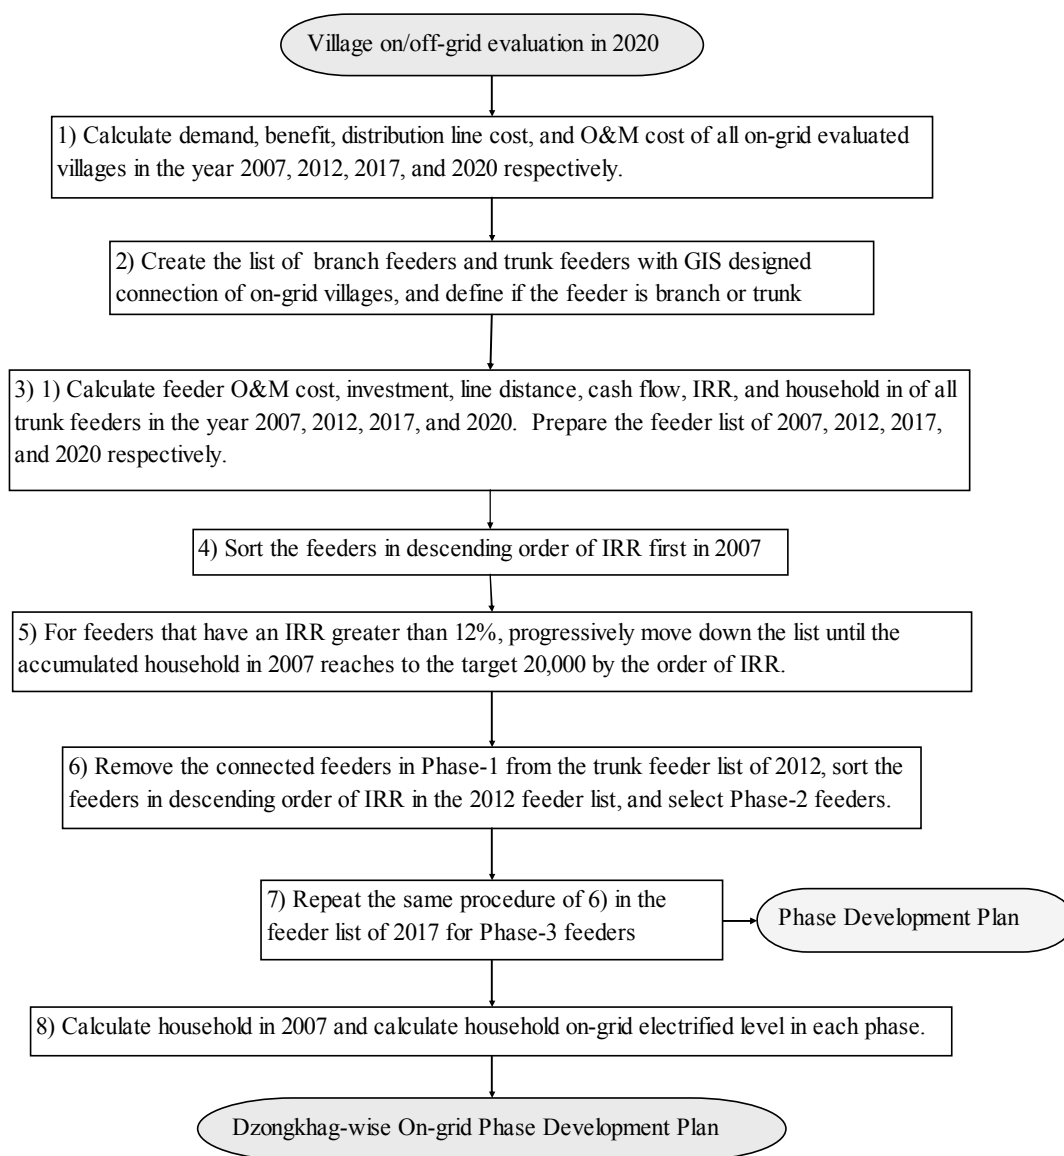 Village on/off-grid evaluation in 2020
1) Calculate demand, benefit, distribution line cost, and O&M cost of all on-grid evaluated
villages in the year 2007, 2012, 2017, and 2020 respectively.
2) Create the list of branch feeders and trunk feeders with GIS designed
connection of on-grid villages, and define if the feeder is branch or trunk
3) 1) Calculate feeder O&M cost, investment, line distance, cash flow, IRR, and household in of all
trunk feeders in the year 2007, 2012, 2017, and 2020. Prepare the feeder list of 2007, 2012, 2017,
and 2020 respectively.
4) Sort the feeders in descending order of IRR first in 2007
5) For feeders that have an IRR greater than 12%, progressively move down the list until the
accumulated household in 2007 reaches to the target 20,000 by the order of IRR.
6) Remove the connected feeders in Phase-1 from the trunk feeder list of 2012, sort the
feeders in descending order of IRR in the 2012 feeder list, and select Phase-2 feeders.
7) Repeat the same procedure of 6) in the
feeder list of 2017 for Phase-3 feeders
Phase Development Plan
8) Calculate household in 2007 and calculate household on-grid electrified level in each phase.
Dzongkhag-wise On-grid Phase Development Plan